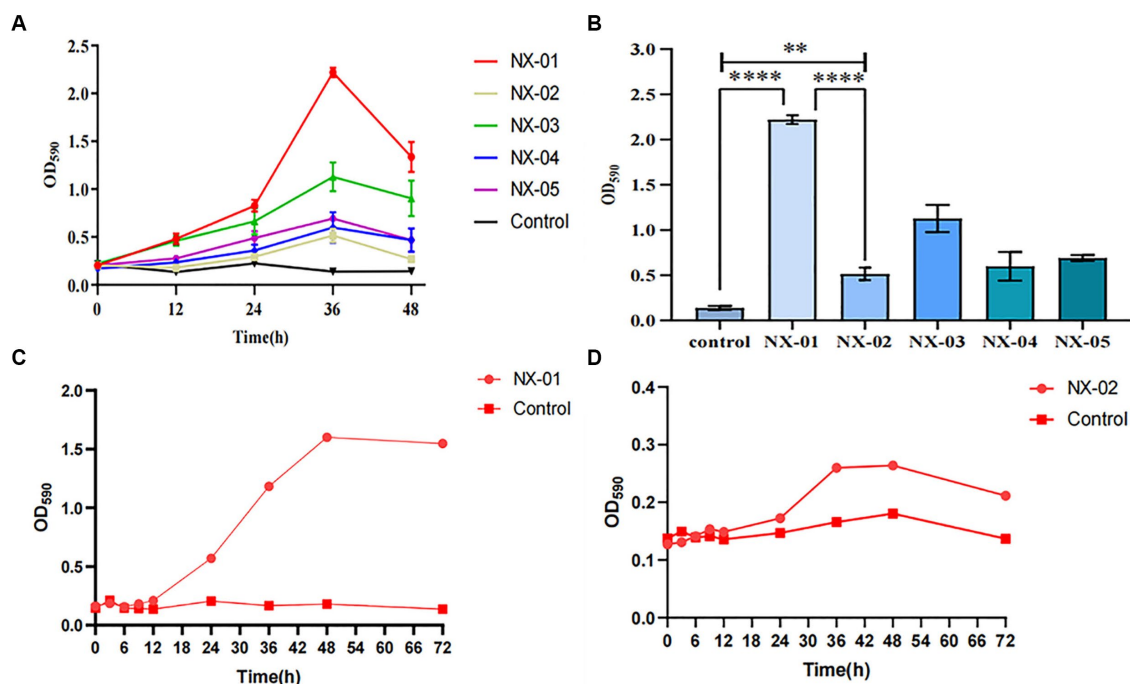 A
2.5
2.0
1.5
1.0
0.5
0.0
OD590
0 12 24 36 48
Time(h)
NX-01
NX-02
NX-03
NX-04
NX-05
Control
B
3.0
2.5
2.0
1.5
1.0
0.5
0.0
OD590
**
**** ****
control NX-01 NX-02 NX-03 NX-04 NX-05
C
2.0
1.5
1.0
0.5
0.0
OD590
0 6 12 18 24 30 36 42 48 54 60 66 72
Time(h)
NX-01
Control
D
0.4
0.3
0.2
0.1
0.0
OD590
0 6 12 18 24 30 36 42 48 54 60 66 72
Time(h)
NX-02
Control